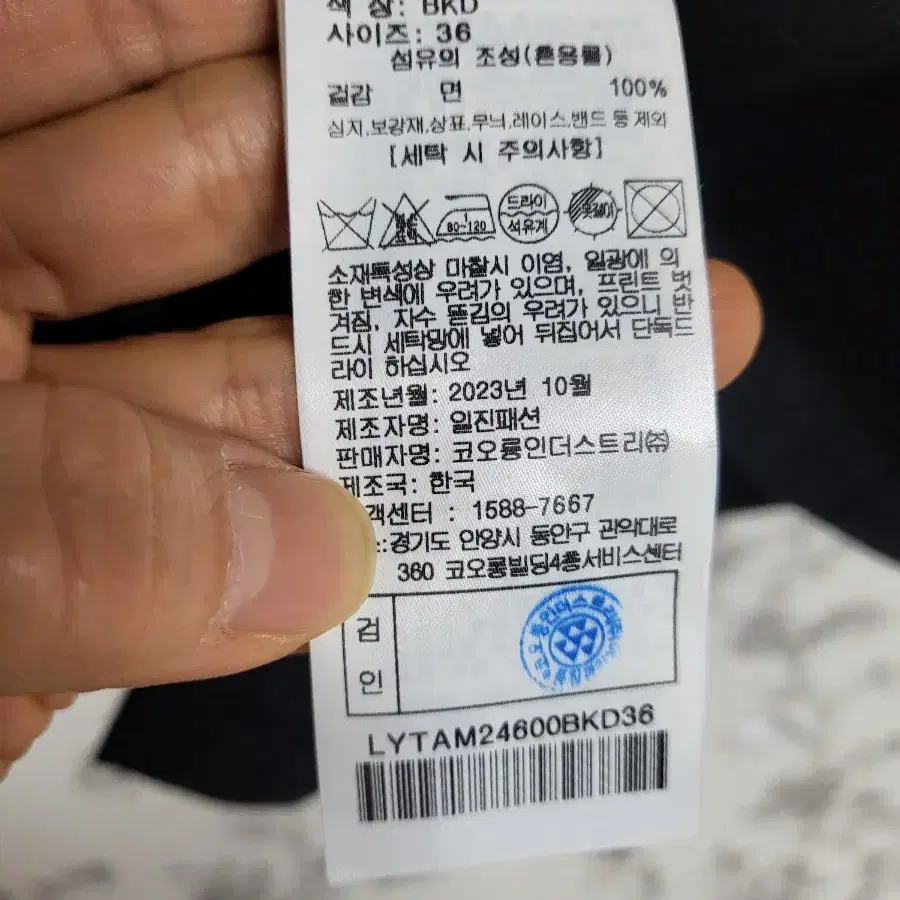 색 상: BKD
사이즈: 36
섬유의 조성(혼용률)
겉감 면 100%
심지,보강재,상표,무늬,레이스,밴드 등 제외
[세탁 시 주의사항]
1
80~120
드라이
석유계
옷걸이
소재특성상 마찰시 이염, 일광에 의
한 변색에 우려가 있으며, 프린트 벗
겨짐, 자수 뜯김의 우려가 있으니 반
드시 세탁망에 넣어 뒤집어서 단독드
라이 하십시오
제조년월: 2023년 10월
제조자명: 일진패션
판매자명: 코오롱인더스트리㈜
제조국: 한국
객센터 : 1588-7667
:경기도 안양시 동안구 관악대로
360 코오롱빌딩4층서비스센터
검
인
LYTAM24600BKD36